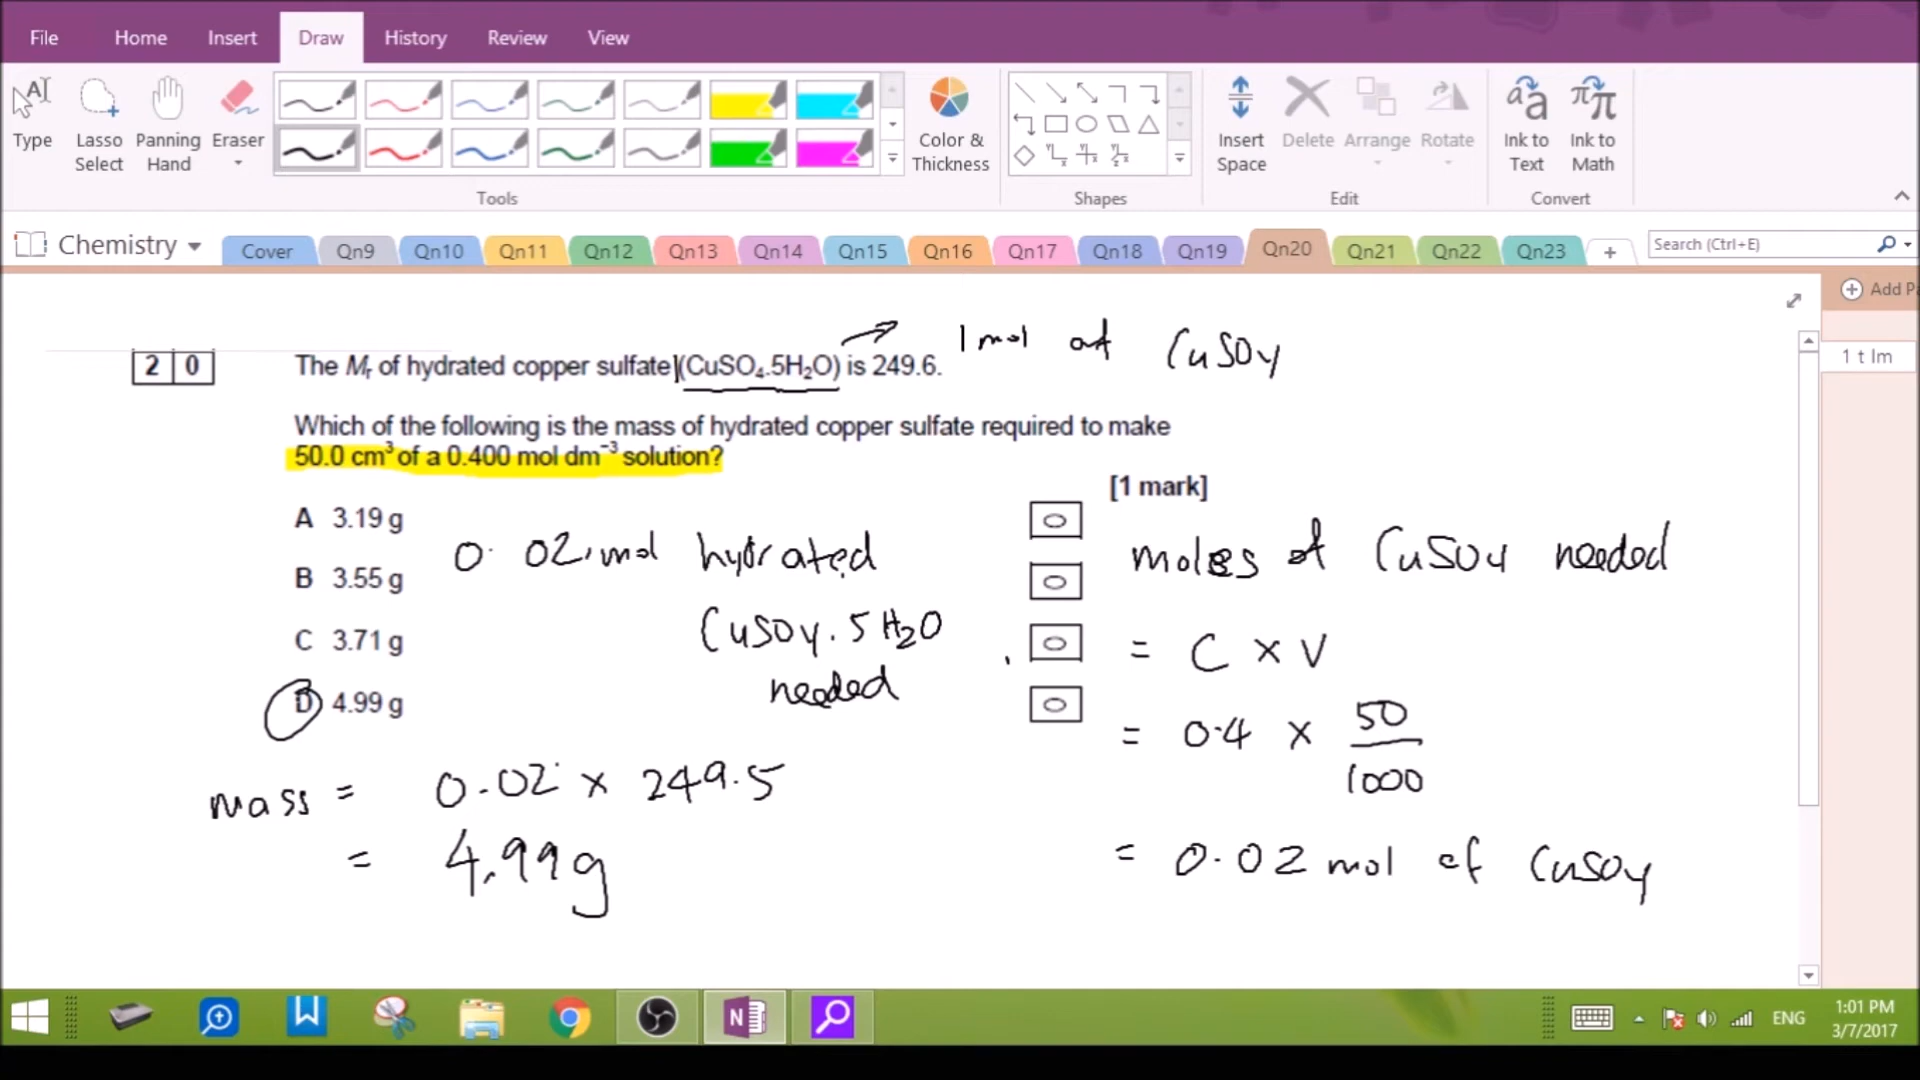 File Home Insert Draw History Review View
Type
Lasso Select
Panning Hand
Eraser
Color & Thickness
Insert Space
Delete
Arrange
Rotate
Ink to Text
Ink to Math
Tools Shapes Edit Convert
Chemistry Cover Qn9 Qn10 Qn11 Qn12 Qn13 Qn14 Qn15 Qn16 Qn17 Qn18 Qn19 Qn20 Qn21 Qn22 Qn23 + Search (Ctrl+E)
Add Pa
1 t Im
1 mol of CuSO4
2 0 The Mr of hydrated copper sulfate (CuSO₄.5H₂O) is 249.6.
Which of the following is the mass of hydrated copper sulfate required to make
50.0 cm³ of a 0.400 mol dm⁻³ solution?
[1 mark]
A 3.19 g
B 3.55 g
C 3.71 g
D 4.99 g
0.02 mol hydrated
CuSO4.5H2O
needed
mass = 0.02 × 249.5
= 4.99g
moles of CuSO4 needed
= C × V
= 0.4 × 50
1000
= 0.02 mol of CuSO4
ENG
1:01 PM
3/7/2017